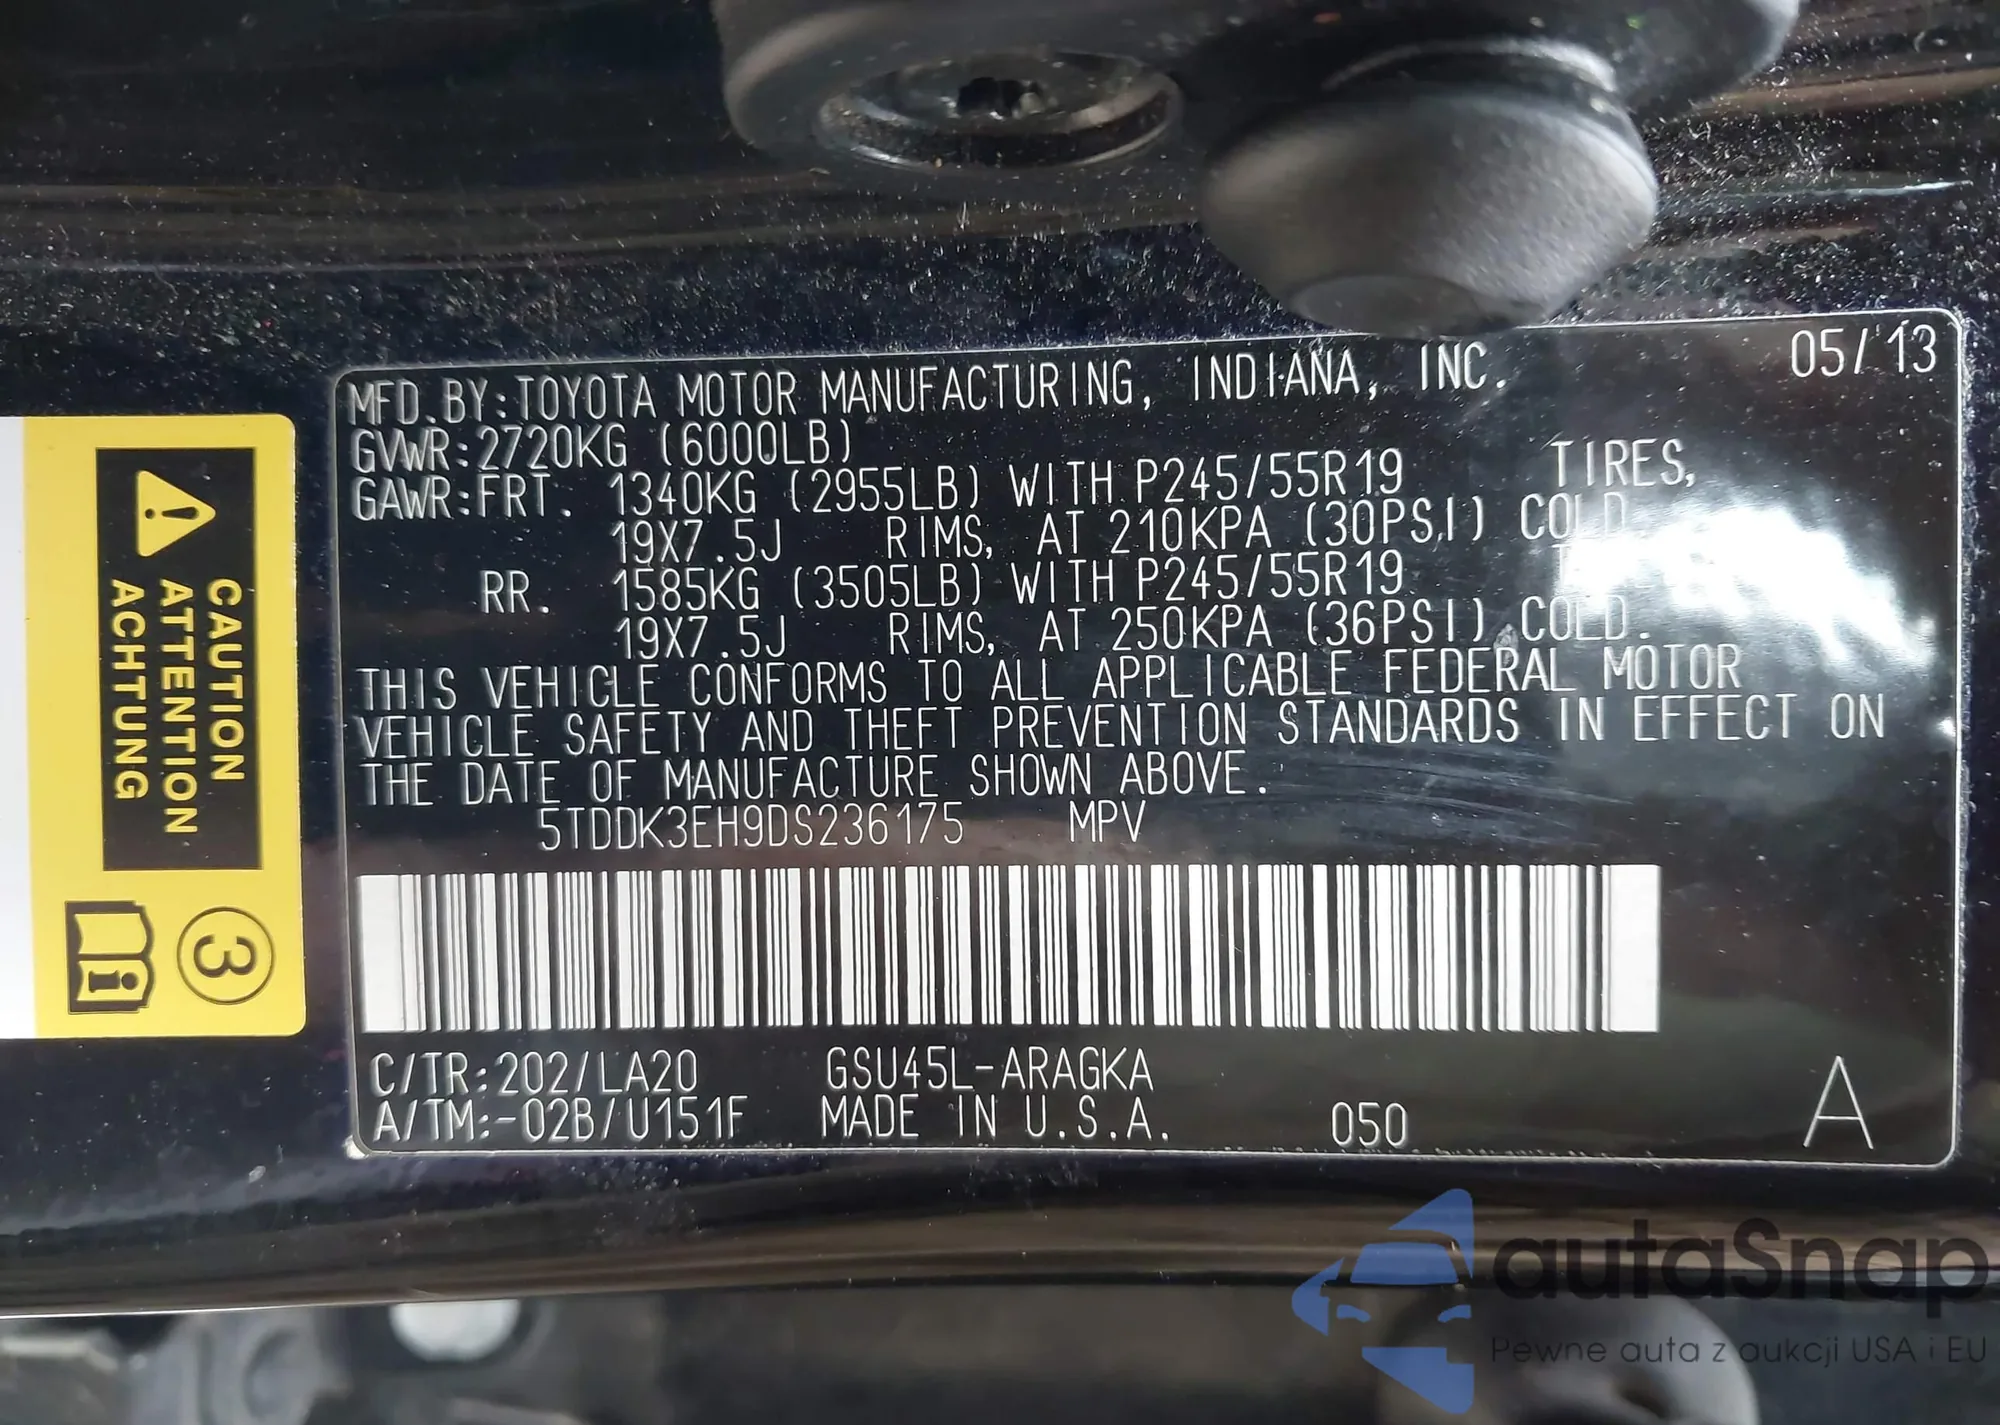 MFD.BY:TOYOTA MOTOR MANUFACTURING, INDIANA, INC. 05/13
GVWR:2720KG (6000LB)
GAWR:FRT. 1340KG (2955LB) WITH P245/55R19 TIRES,
19X7.5J RIMS, AT 210KPA (30PSI) COLD
RR. 1585KG (3505LB) WITH P245/55R19
19X7.5J RIMS, AT 250KPA (36PSI) COLD.
THIS VEHICLE CONFORMS TO ALL APPLICABLE FEDERAL MOTOR
VEHICLE SAFETY AND THEFT PREVENTION STANDARDS IN EFFECT ON
THE DATE OF MANUFACTURE SHOWN ABOVE.
5TDDK3EH9DS236175 MPV
C/TR:202/LA20 GSU45L-ARAGKA
A/TM:-02B/U151F MADE IN U.S.A. 050 A
CAUTION
ATTENTION
ACHTUNG
3
autoSnap
Pewne auta z aukcji USA i EU